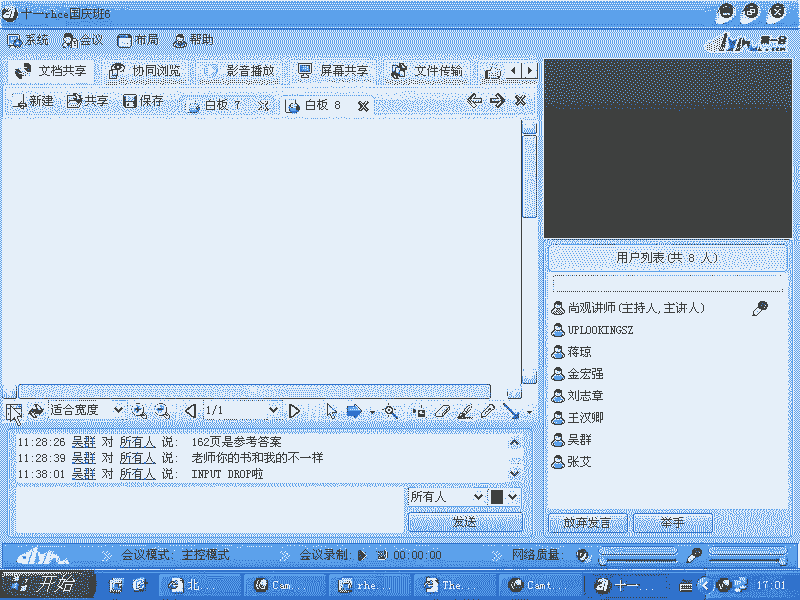 十一rhce国庆班6
系统 会议 布局 帮助
文档共享 协同浏览 影音播放 屏幕共享 文件传输
新建 共享 保存 白板 7 白板 8
用户列表(共 8 人)
尚观讲师(主持人,主讲人)
UPLOOKINGSZ
蒋琼
金宏强
刘志章
王汉卿
吴群
张艾
适合宽度 1/1
11:28:26 吴群 对 所有人 说: 162页是参考答案
11:28:39 吴群 对 所有人 说: 老师你的书和我的不一样
11:38:01 吴群 对 所有人 说: INPUT DROP啦
所有人
发送
放弃发言 举手
会议模式: 主控模式 会议录制: 00:00:00 网络质量:
开始 北... Cam... rhe... The... Camt... 十一... 17:01